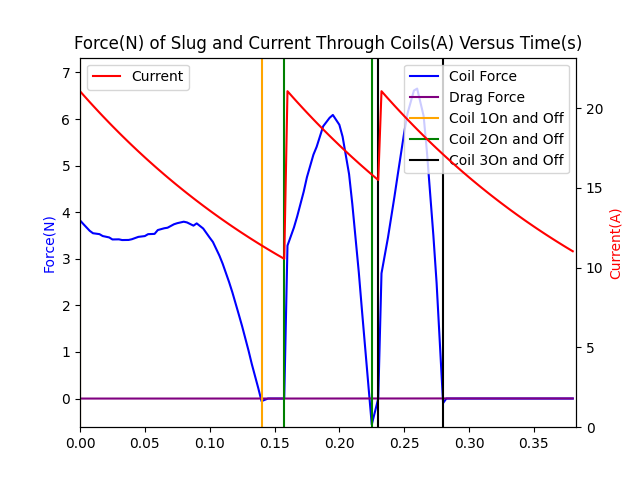 Force(N) of Slug and Current Through Coils(A) Versus Time(s)
Current
Coil Force
Drag Force
Coil 1On and Off
Coil 2On and Off
Coil 3On and Off
Force(N)
7
6
5
4
3
2
1
0
Current(A)
20
15
10
5
0
0.00 0.05 0.10 0.15 0.20 0.25 0.30 0.35